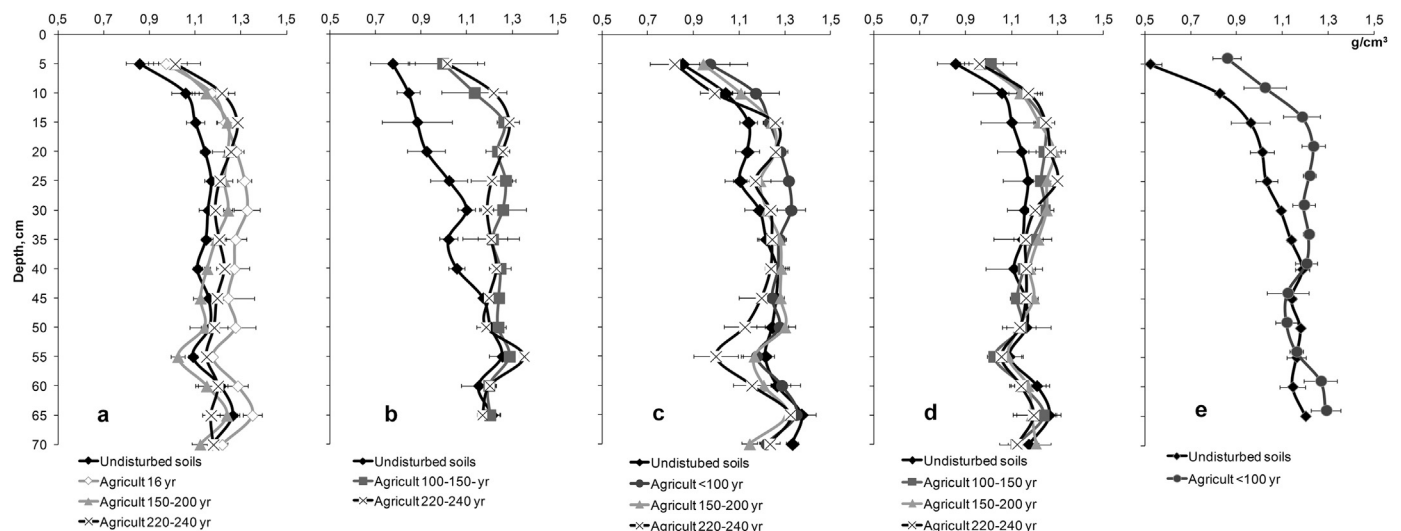 0,5 0,7 0,9 1,1 1,3 1,5
0,5 0,7 0,9 1,1 1,3 1,5
0,5 0,7 0,9 1,1 1,3 1,5
0,5 0,7 0,9 1,1 1,3 1,5
0,5 0,7 0,9 1,1 1,3 1,5
g/cm³
Depth, cm
0
5
10
15
20
25
30
35
40
45
50
55
60
65
70
a
b
c
d
e
Undisturbed soils
Agricult 16 yr
Agricult 150-200 yr
Agricult 220-240 yr
Undisturbed soils
Agricult 100-150- yr
Agricult 220-240 yr
Undisturbed soils
Agricult <100 yr
Agricult 150-200 yr
Agricult 220-240 yr
Undisturbed soils
Agricult 100-150 yr
Agricult 150-200 yr
Agricult 220-240 yr
Undisturbed soils
Agricult <100 yr